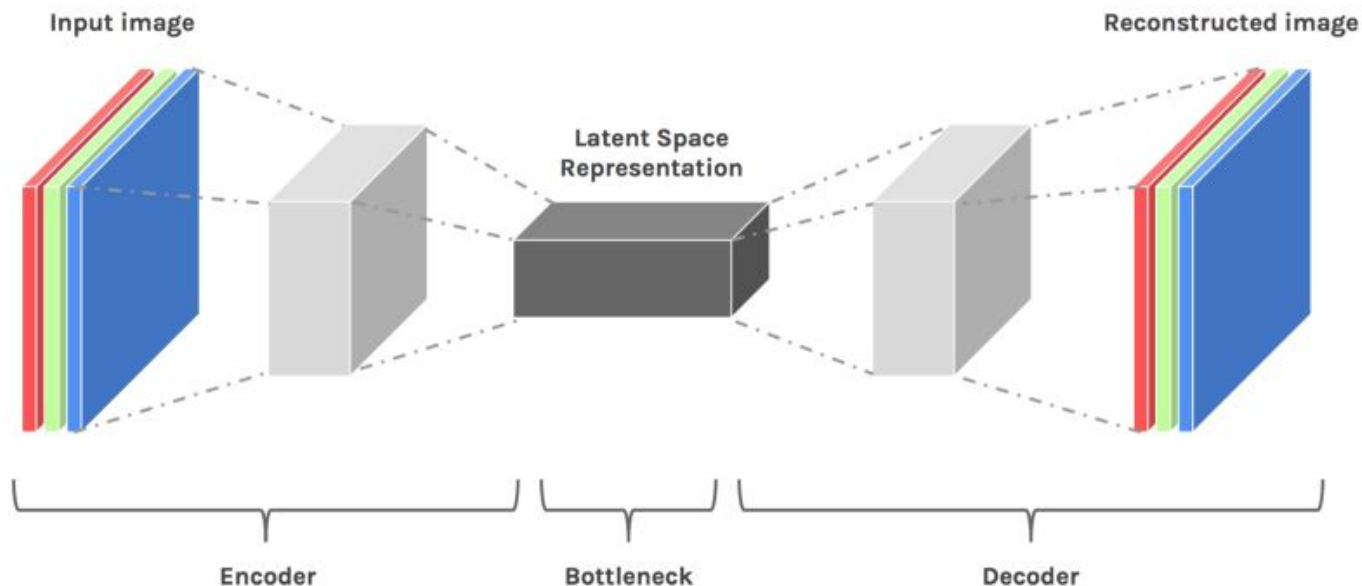 Input image
Reconstructed image
Latent Space
Representation
Encoder
Bottleneck
Decoder